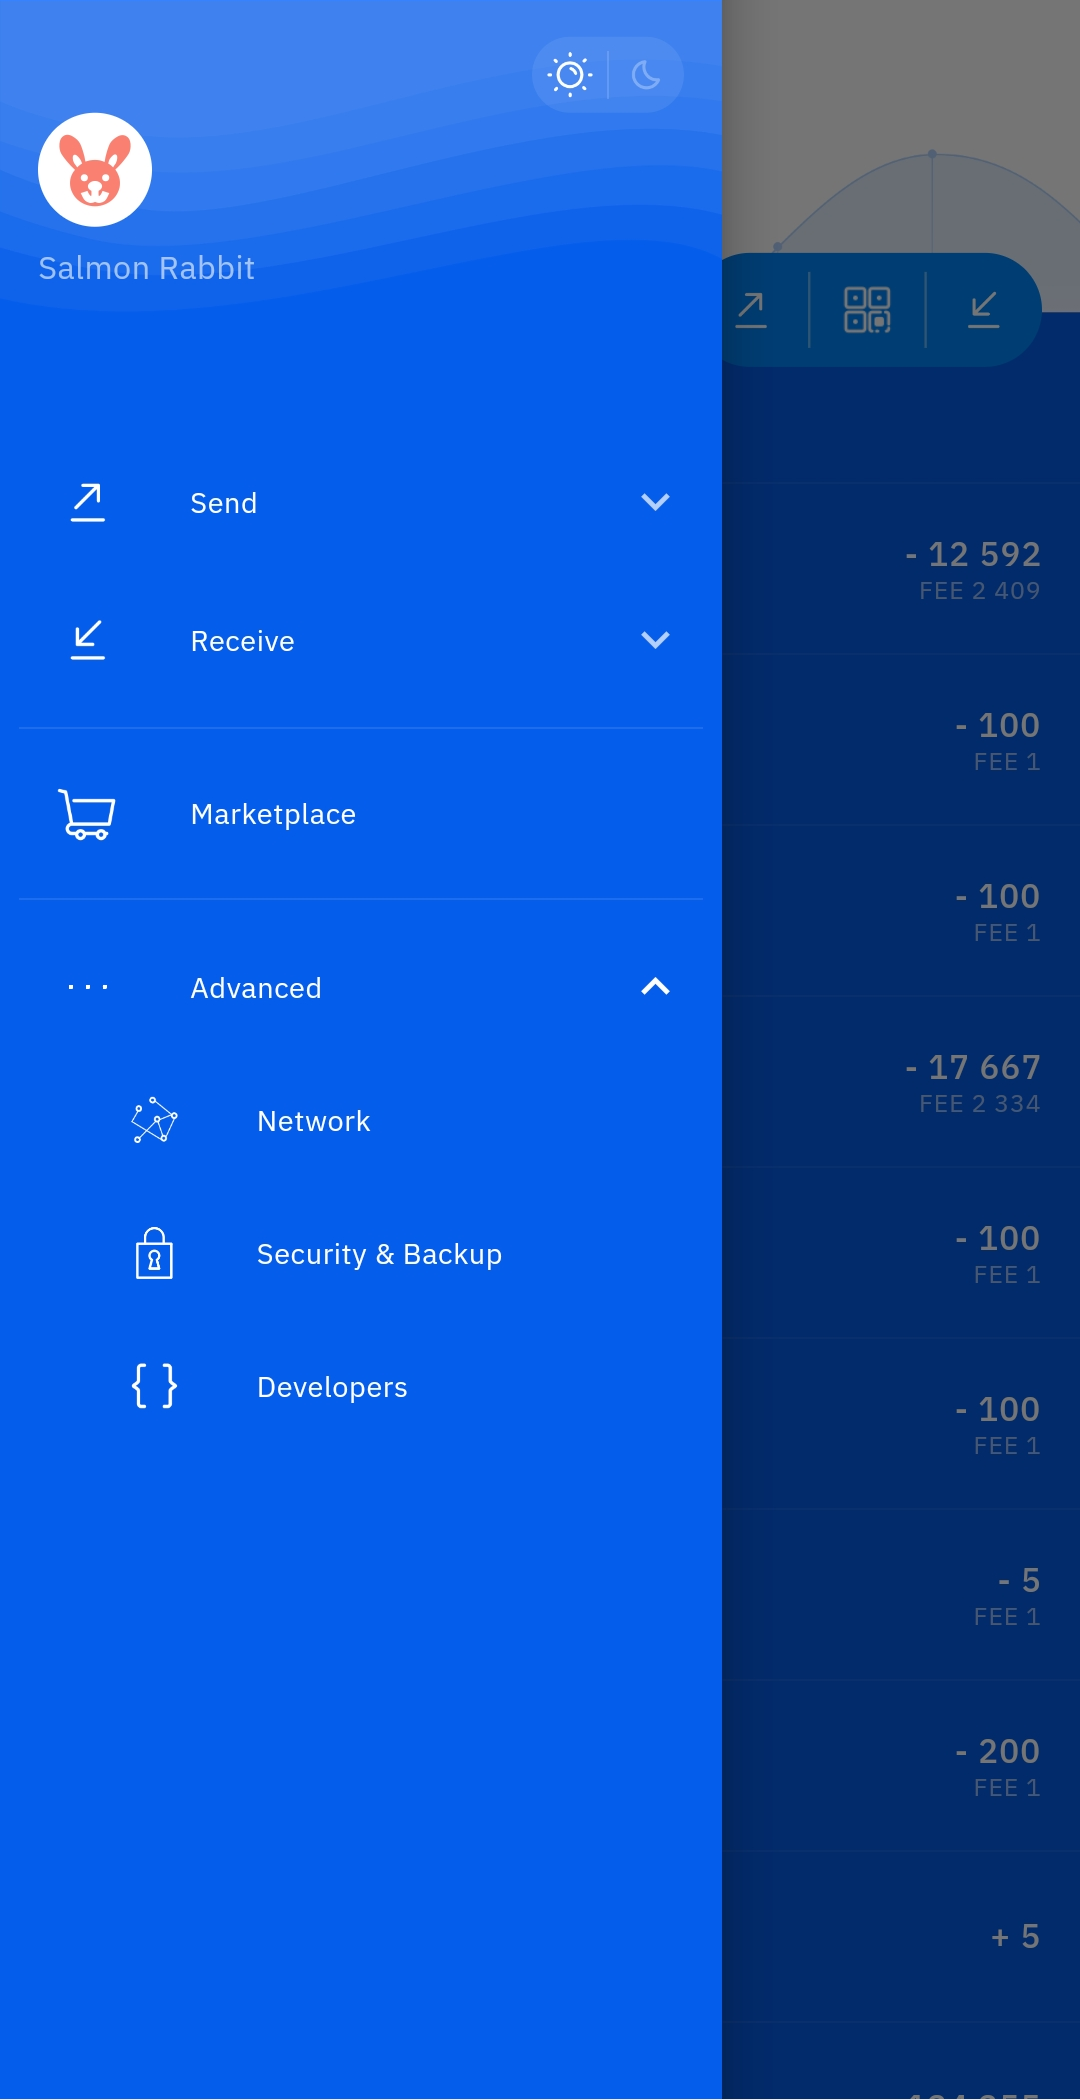 Salmon Rabbit
Send
Receive
Marketplace
Advanced
Network
Security & Backup
Developers
- 12 592
FEE 2 409
- 100
FEE 1
- 100
FEE 1
- 17 667
FEE 2 334
- 100
FEE 1
- 100
FEE 1
- 5
FEE 1
- 200
FEE 1
+ 5